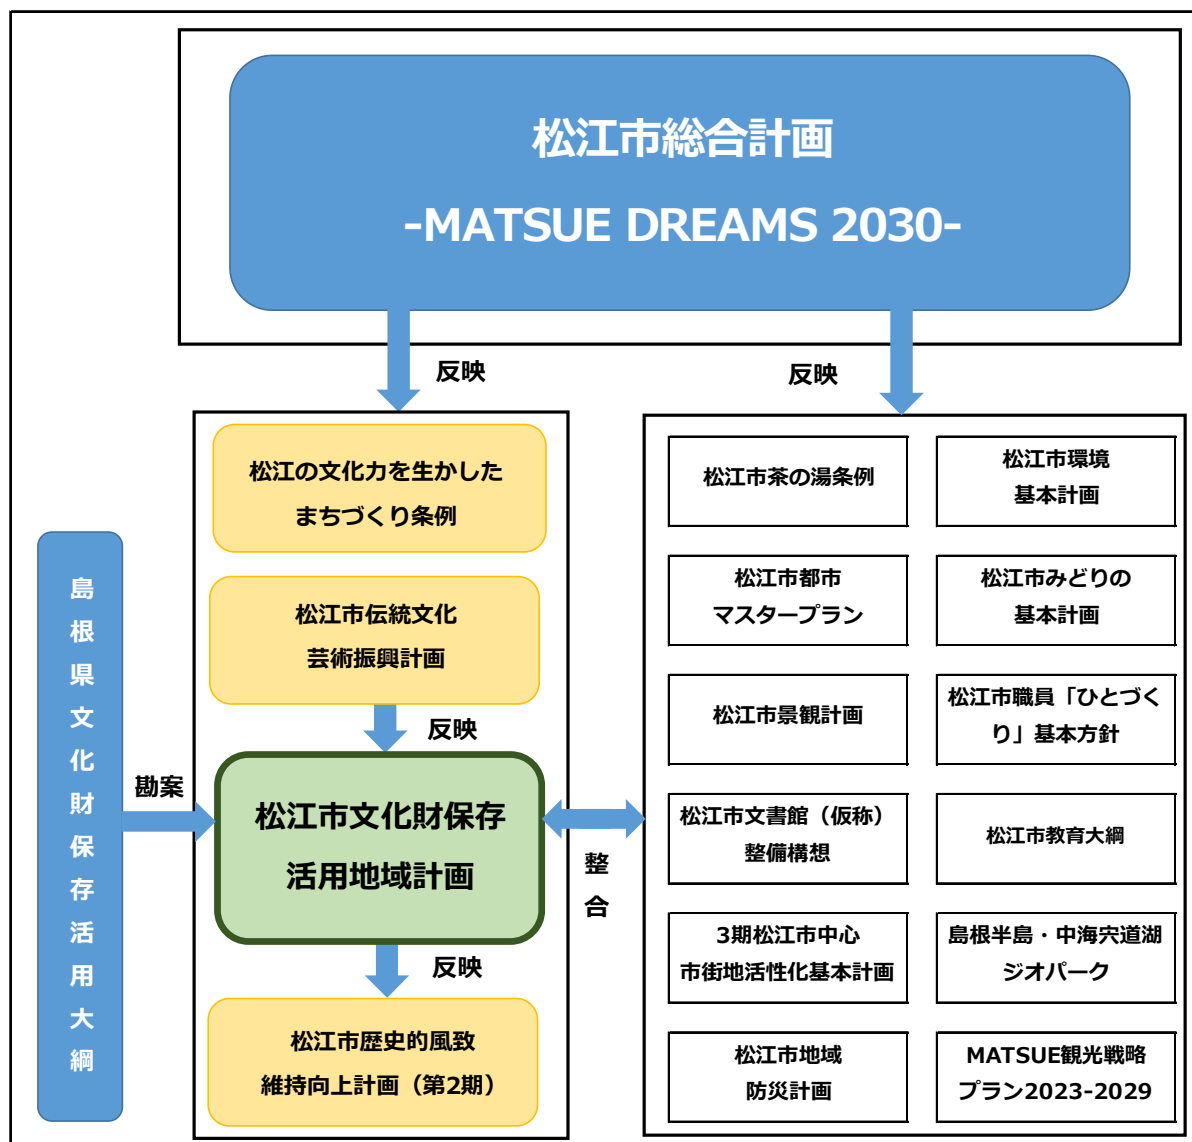 松江市総合計画
-MATSUE DREAMS 2030-
反映
反映
松江の文化力を生かした
まちづくり条例
松江市伝統文化
芸術振興計画
反映
島根県文化財保存活用大綱
勘案
松江市文化財保存
活用地域計画
整合
反映
松江市歴史的風致
維持向上計画（第2期）
松江市茶の湯条例
松江市環境
基本計画
松江市都市
マスタープラン
松江市みどりの
基本計画
松江市景観計画
松江市職員「ひとづく
り」基本方針
松江市文書館（仮称）
整備構想
松江市教育大綱
3期松江市中心
市街地活性化基本計画
島根半島・中海宍道湖
ジオパーク
松江市地域
防災計画
MATSUE観光戦略
プラン2023-2029